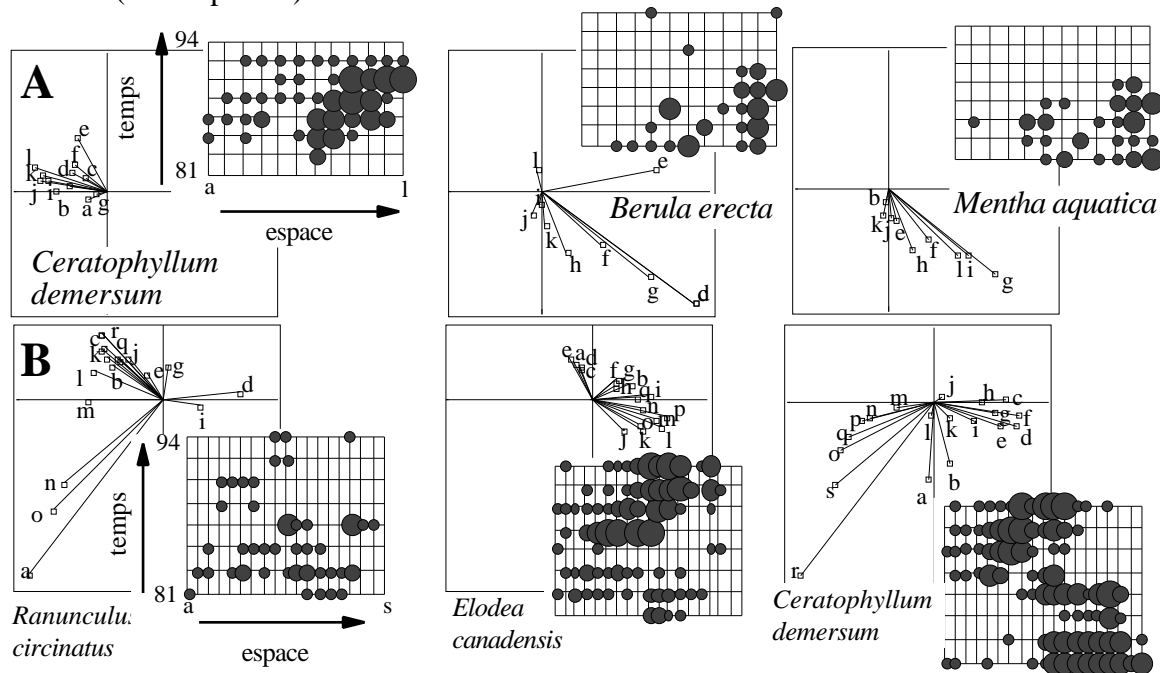 A
94
temps
81
a
l
espace
e
f
l
d
c
k
j
i
b
a
g
Ceratophyllum
demersum
l
e
i
j
k
h
f
g
d
Berula erecta
b
k
j
e
h
f
l
i
g
Mentha aquatica
B
r
c
q
k
j
b
e
g
l
d
m
i
n
o
a
94
temps
81
a
s
espace
Ranunculus
circinatus
e
a
d
c
f
g
b
h
q
i
n
p
o
m
j
k
l
Elodea
canadensis
j
h
c
m
n
p
g
f
q
l
k
i
e
d
o
s
a
b
r
Ceratophyllum
demersum